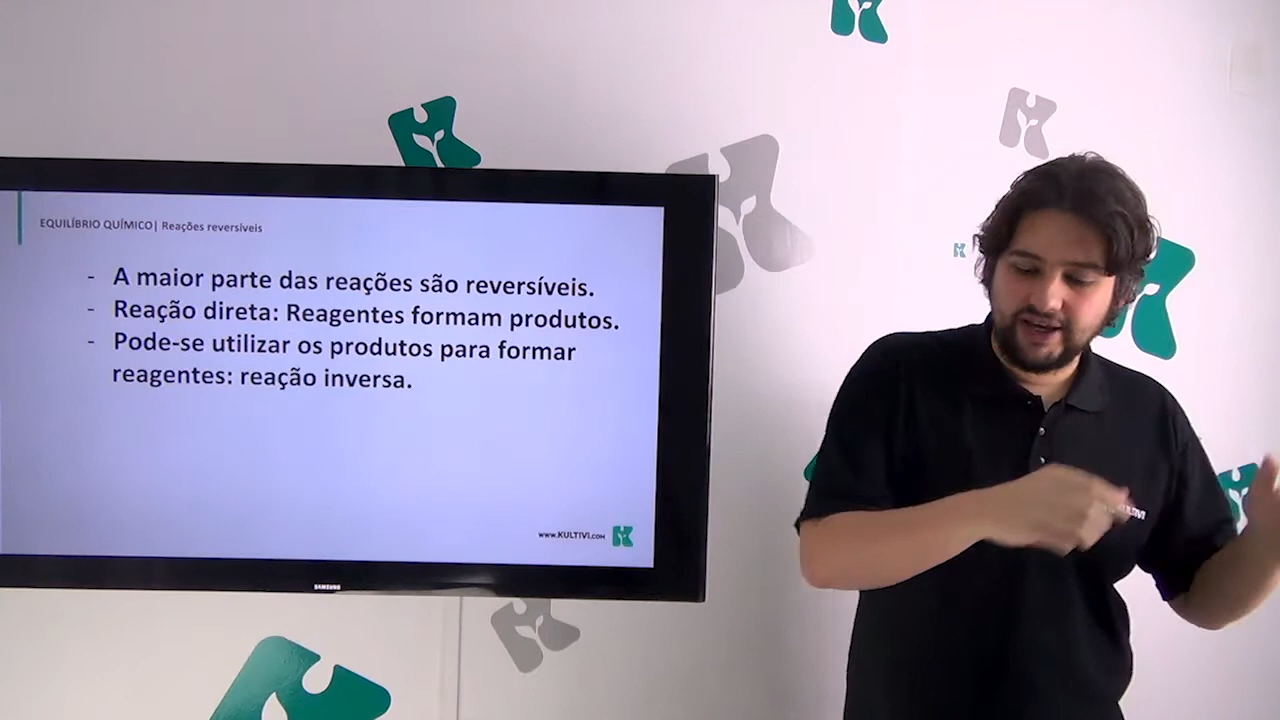 EQUILÍBRIO QUÍMICO| Reações reversíveis
- A maior parte das reações são reversíveis.
- Reação direta: Reagentes formam produtos.
- Pode-se utilizar os produtos para formar
reagentes: reação inversa.
www.KULTIVI.com
SAMSUNG